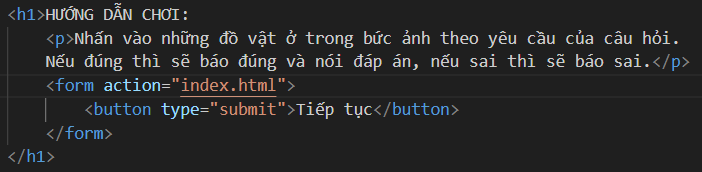 <h1>HƯỚNG DẪN CHƠI:
<p>Nhấn vào những đồ vật ở trong bức ảnh theo yêu cầu của câu hỏi.
Nếu đúng thì sẽ báo đúng và nói đáp án, nếu sai thì sẽ báo sai.</p>
<form action="index.html">
<button type="submit">Tiếp tục</button>
</form>
</h1>